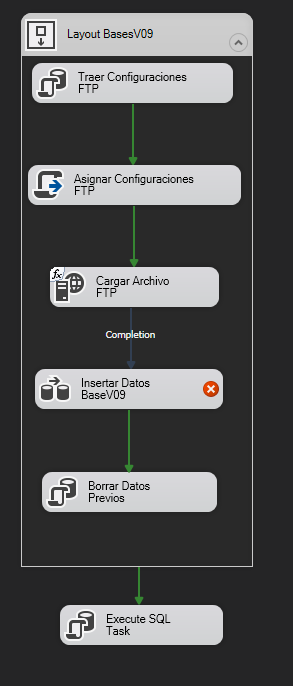 Layout BasesV09
Traer Configuraciones
FTP
Asignar Configuraciones
FTP
fx
Cargar Archivo
FTP
Completion
Insertar Datos
BaseV09
Borrar Datos
Previos
Execute SQL
Task